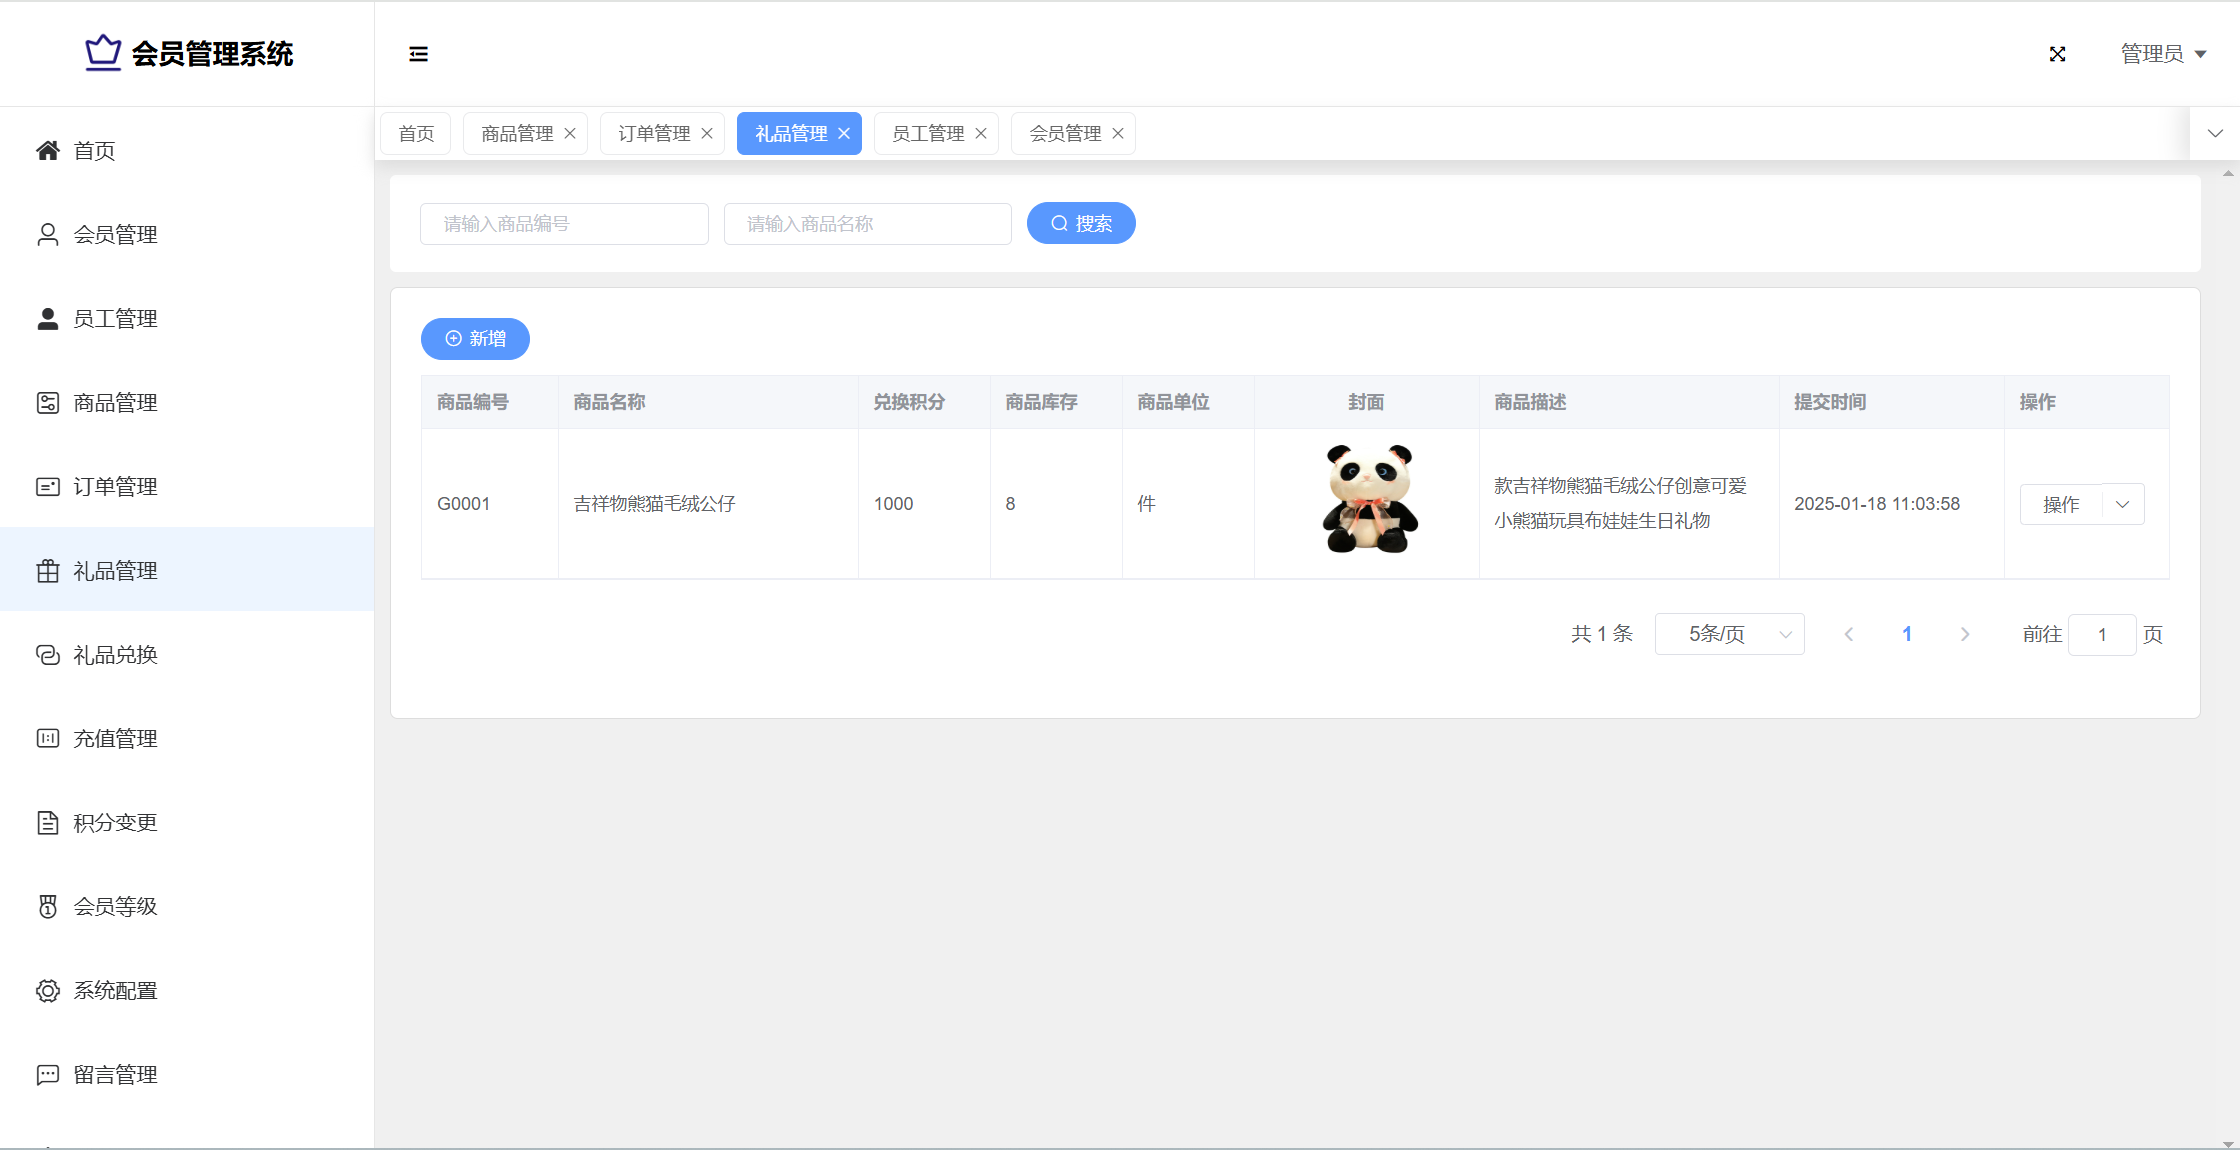 会员管理系统
管理员
首页
会员管理
员工管理
商品管理
订单管理
礼品管理
礼品兑换
充值管理
积分变更
会员等级
系统配置
留言管理
首页 商品管理 订单管理 礼品管理 员工管理 会员管理
请输入商品编号 请输入商品名称 搜索
新增
商品编号 商品名称 兑换积分 商品库存 商品单位 封面 商品描述 提交时间 操作
G0001 吉祥物熊猫毛绒公仔 1000 8 件 款吉祥物熊猫毛绒公仔创意可爱 2025-01-18 11:03:58 操作
小熊猫玩具布娃娃生日礼物
共 1 条 5条/页 1 前往 1 页